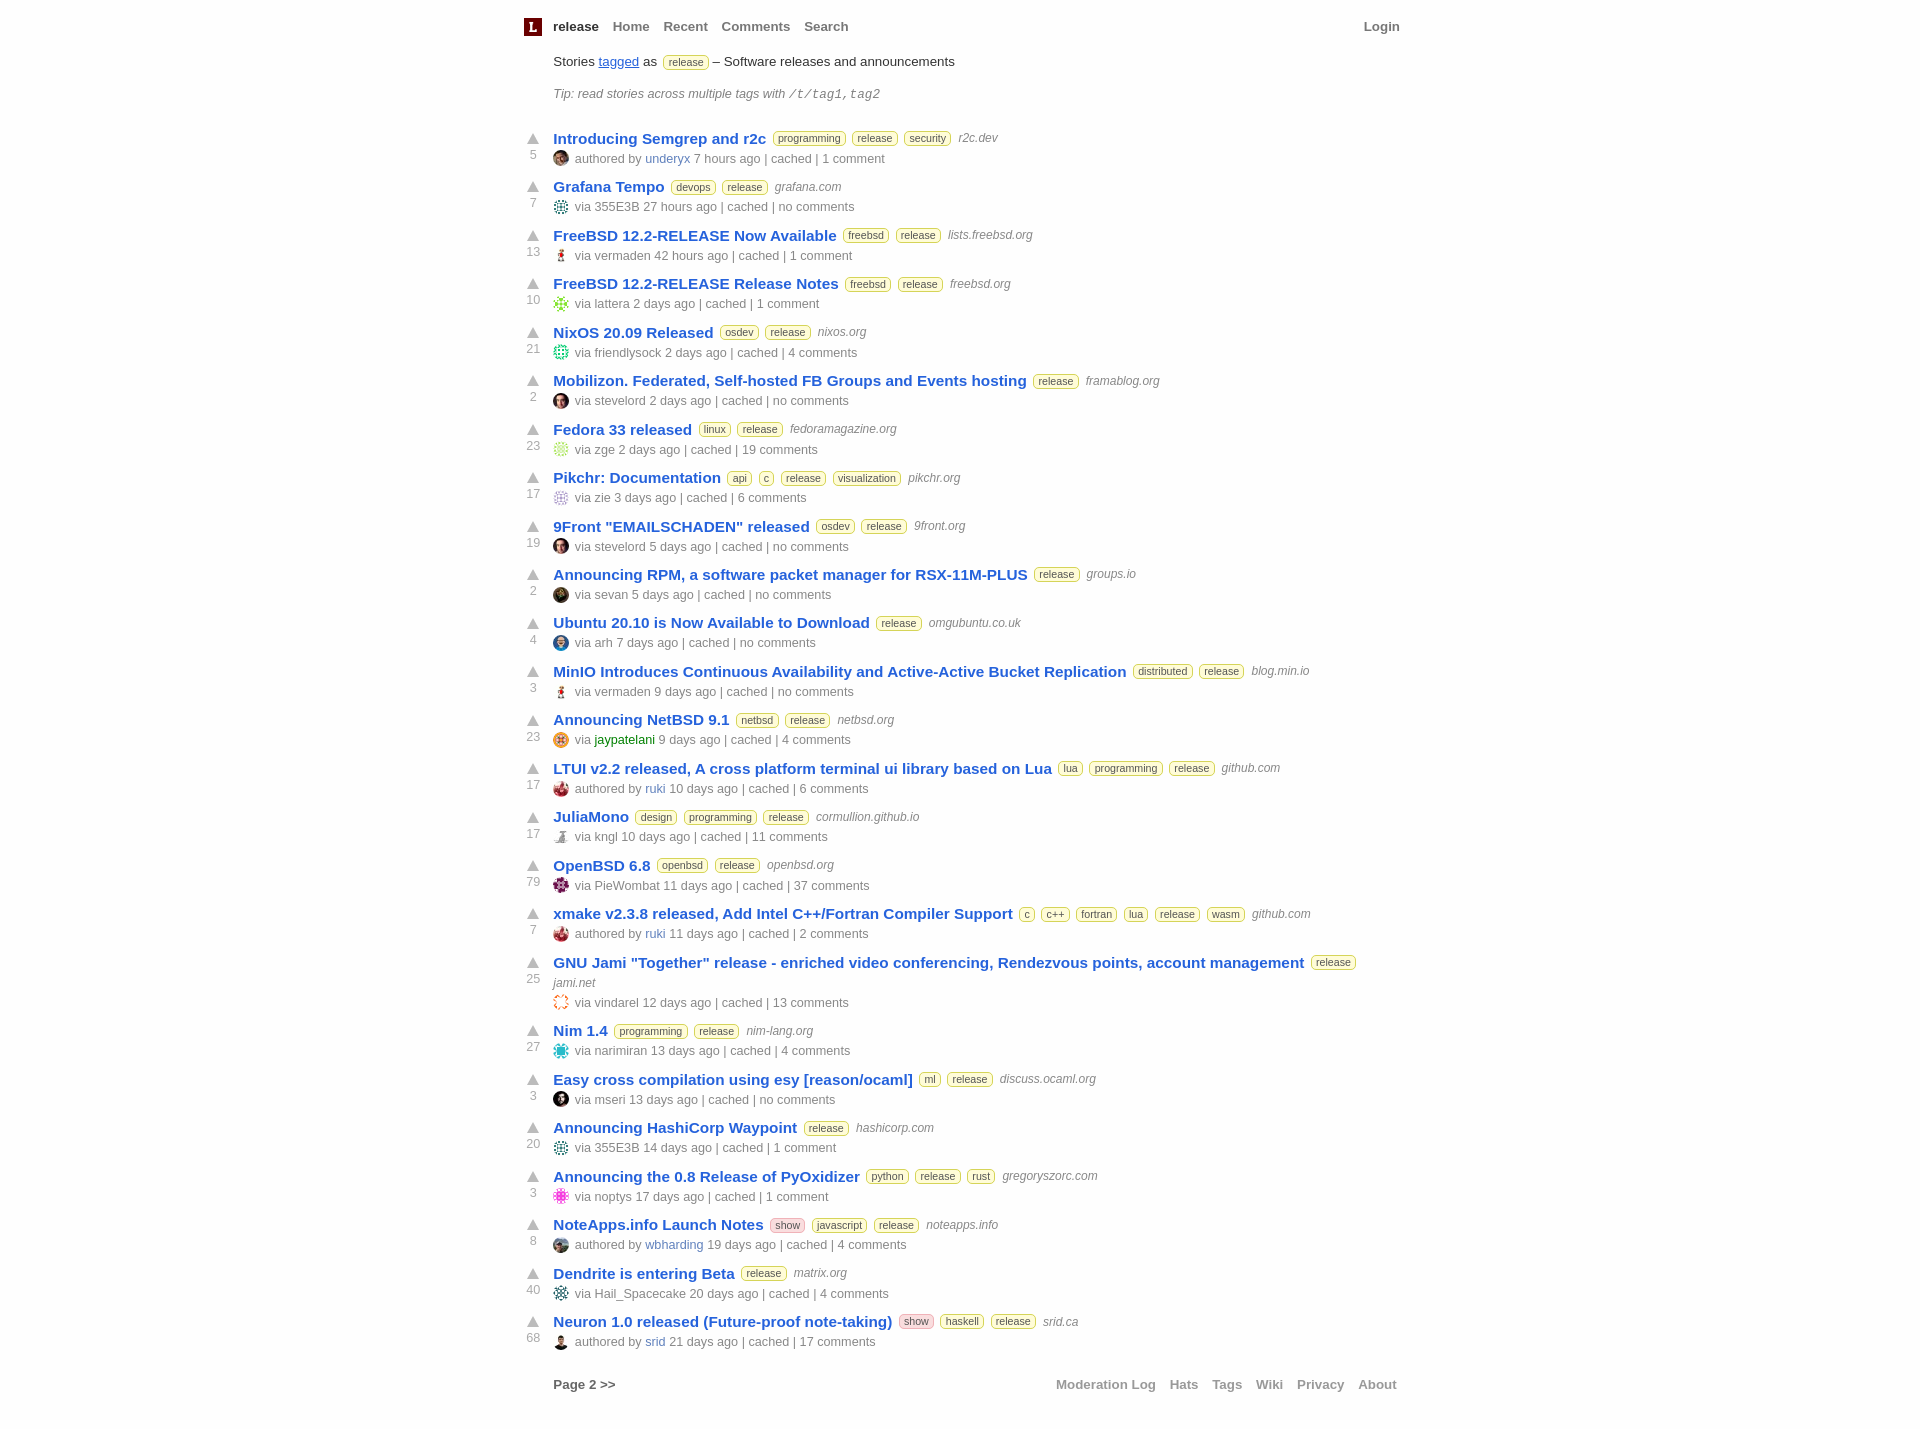 L release Home Recent Comments Search Login
Stories tagged as release – Software releases and announcements
Tip: read stories across multiple tags with /t/tag1,tag2
Introducing Semgrep and r2c programming release security r2c.dev
5 authored by underyx 7 hours ago | cached | 1 comment
Grafana Tempo devops release grafana.com
7 via 355E3B 27 hours ago | cached | no comments
FreeBSD 12.2-RELEASE Now Available freebsd release lists.freebsd.org
13 via vermaden 42 hours ago | cached | 1 comment
FreeBSD 12.2-RELEASE Release Notes freebsd release freebsd.org
10 via lattera 2 days ago | cached | 1 comment
NixOS 20.09 Released osdev release nixos.org
21 via friendlysock 2 days ago | cached | 4 comments
Mobilizon. Federated, Self-hosted FB Groups and Events hosting release framablog.org
2 via stevelord 2 days ago | cached | no comments
Fedora 33 released linux release fedoramagazine.org
23 via zge 2 days ago | cached | 19 comments
Pikchr: Documentation api c release visualization pikchr.org
17 via zie 3 days ago | cached | 6 comments
9Front "EMAILSCHADEN" released osdev release 9front.org
19 via stevelord 5 days ago | cached | no comments
Announcing RPM, a software packet manager for RSX-11M-PLUS release groups.io
2 via sevan 5 days ago | cached | no comments
Ubuntu 20.10 is Now Available to Download release omgubuntu.co.uk
4 via arh 7 days ago | cached | no comments
MinIO Introduces Continuous Availability and Active-Active Bucket Replication distributed release blog.min.io
3 via vermaden 9 days ago | cached | no comments
Announcing NetBSD 9.1 netbsd release netbsd.org
23 via jaypatelani 9 days ago | cached | 4 comments
LTUI v2.2 released, A cross platform terminal ui library based on Lua lua programming release github.com
17 authored by ruki 10 days ago | cached | 6 comments
JuliaMono design programming release cormullion.github.io
17 via kngl 10 days ago | cached | 11 comments
OpenBSD 6.8 openbsd release openbsd.org
79 via PieWombat 11 days ago | cached | 37 comments
xmake v2.3.8 released, Add Intel C++/Fortran Compiler Support c c++ fortran lua release wasm github.com
7 authored by ruki 11 days ago | cached | 2 comments
GNU Jami "Together" release - enriched video conferencing, Rendezvous points, account management release
25 jami.net
via vindarel 12 days ago | cached | 13 comments
Nim 1.4 programming release nim-lang.org
27 via narimiran 13 days ago | cached | 4 comments
Easy cross compilation using esy [reason/ocaml] ml release discuss.ocaml.org
3 via mseri 13 days ago | cached | no comments
Announcing HashiCorp Waypoint release hashicorp.com
20 via 355E3B 14 days ago | cached | 1 comment
Announcing the 0.8 Release of PyOxidizer python release rust gregoryszorc.com
3 via noptys 17 days ago | cached | 1 comment
NoteApps.info Launch Notes show javascript release noteapps.info
8 authored by wbharding 19 days ago | cached | 4 comments
Dendrite is entering Beta release matrix.org
40 via Hail_Spacecake 20 days ago | cached | 4 comments
Neuron 1.0 released (Future-proof note-taking) show haskell release srid.ca
68 authored by srid 21 days ago | cached | 17 comments
Page 2 >> Moderation Log Hats Tags Wiki Privacy About